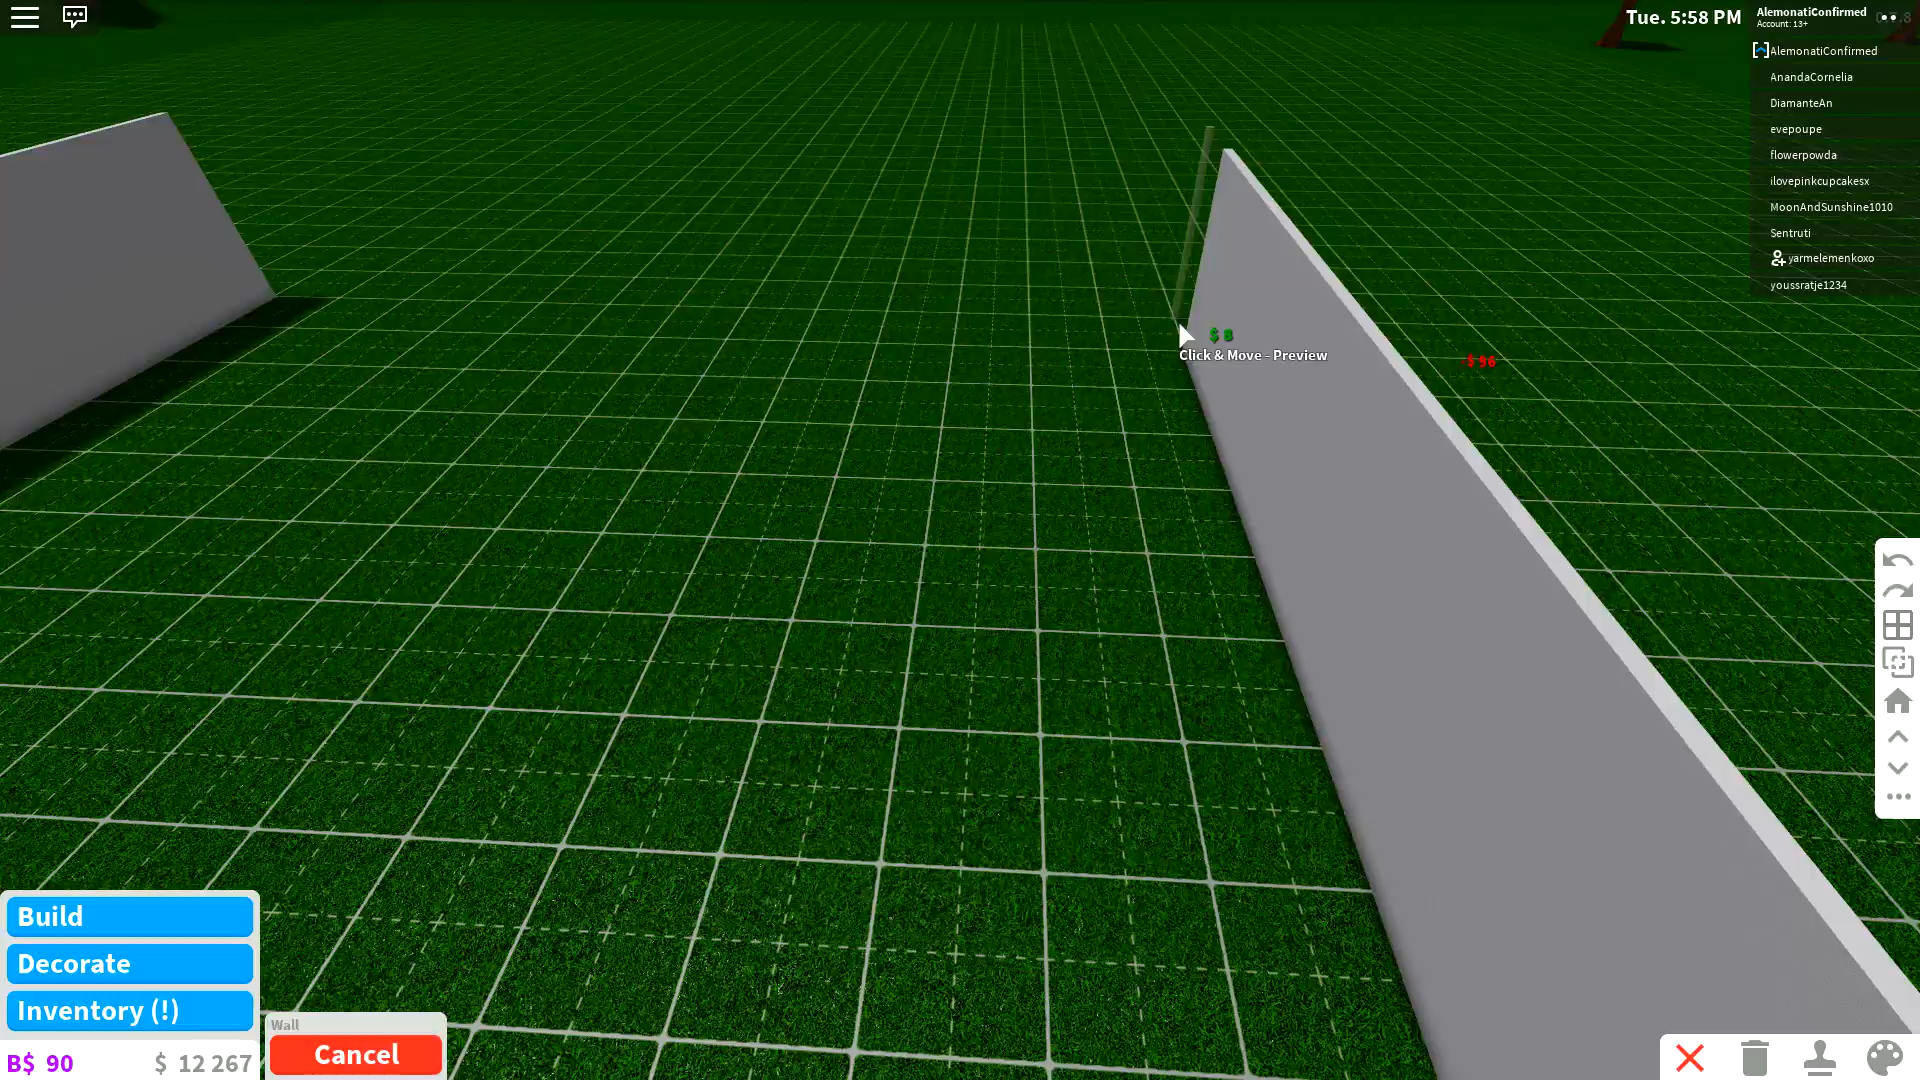 Tue. 5:58 PM
AlemonatiConfirmed
Account: 13+
AlemonatiConfirmed
AnandaCornelia
DiamanteAn
evepoupe
flowerpowda
ilovepinkcupcakesx
MoonAndSunshine1010
Sentruti
yarmelemenkoxo
youssratje1234
$ 8
Click & Move - Preview
-$ 96
Build
Decorate
Inventory (!)
B$ 90
$ 12 267
Wall
Cancel